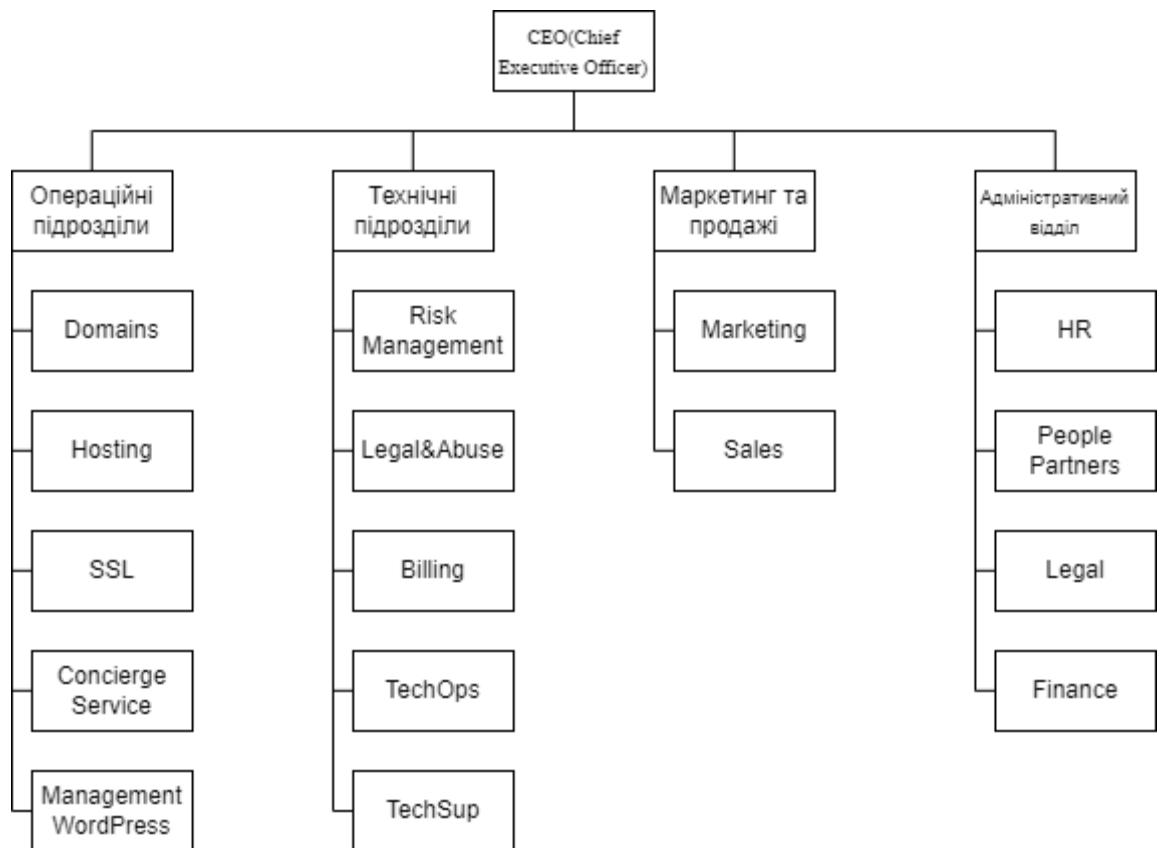 CEO(Chief
Executive Officer)
Операційні
підрозділи
Технічні
підрозділи
Маркетинг та
продажі
Адміністративний
відділ
Domains
Risk
Management
Marketing
HR
Hosting
Legal&Abuse
Sales
People
Partners
SSL
Billing
Legal
Concierge
Service
TechOps
Finance
Management
WordPress
TechSup